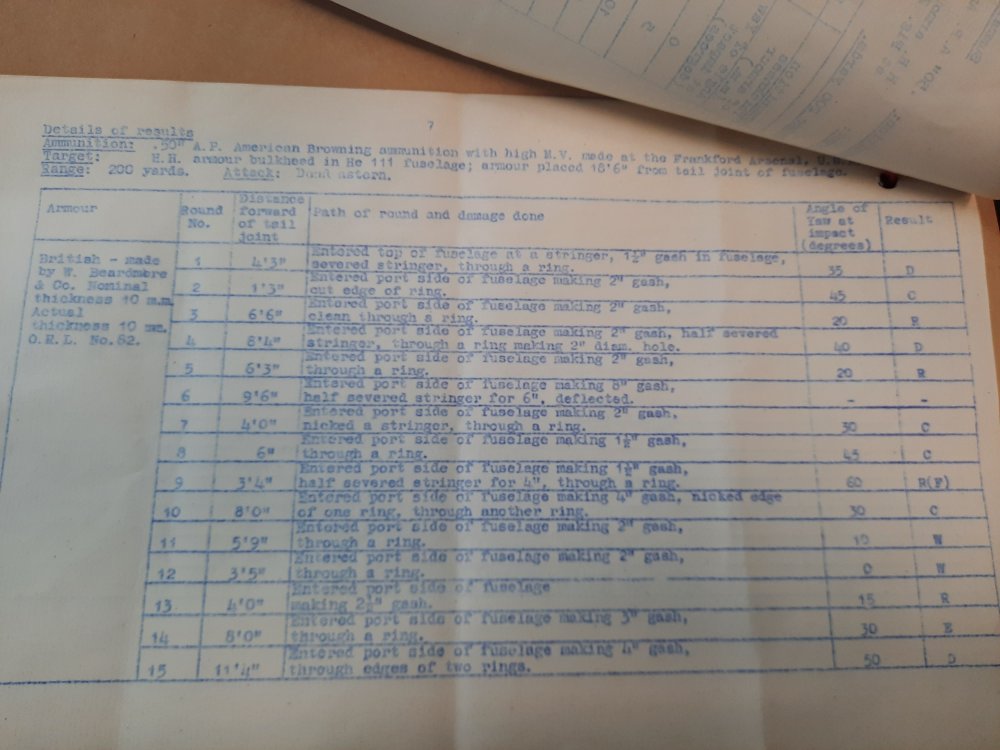 7
Details of results
Ammunition: .50" A.P. American Browning ammunition with high M.V. made at the Frankford Arsenal,
Target: H.H. armour bulkhead in He 111 fuselage; armour placed 18'6" from tail joint of fuselage.
Range: 200 yards. Attack: Dead astern.
Armour
Round No.
Distance forward of tail joint
Path of round and damage done
Angle of Yaw at impact (degrees)
Result
British - made
by W. Beardmore
& Co. Nominal
thickness 10 m.m.
Actual
thickness 10 mm.
O.R.L. No.62.
1 4'3" Entered top of fuselage at a stringer, 1½" gash in fuselage,
severed stringer, through a ring. 35 D
2 1'3" Entered port side of fuselage making 2" gash,
cut edge of ring. 45 C
3 6'6" Entered port side of fuselage making 2" gash,
clean through a ring. 20 R
4 8'4" Entered port side of fuselage making 2" gash, half severed
stringer, through a ring making 2" diam. hole. 40 D
5 6'3" Entered port side of fuselage making 2" gash,
through a ring. 20 R
6 9'6" Entered port side of fuselage making 8" gash,
half severed stringer for 6", deflected. - -
7 4'0" Entered port side of fuselage making 2" gash,
nicked a stringer, through a ring. 30 C
8 6" Entered port side of fuselage making 1½" gash,
through a ring. 45 C
9 3'4" Entered port side of fuselage making 1½" gash,
half severed stringer for 4", through a ring. 60 R(F)
10 8'0" Entered port side of fuselage making 4" gash, nicked edge
of one ring, through another ring. 30 C
11 5'9" Entered port side of fuselage making 2" gash,
through a ring. 10 W
12 3'5" Entered port side of fuselage making 2" gash,
through a ring. 0 W
13 4'0" Entered port side of fuselage
making 2½" gash. 15 R
14 8'0" Entered port side of fuselage making 3" gash,
through a ring. 30 E
15 11'4" Entered port side of fuselage making 4" gash,
through edges of two rings. 50 D